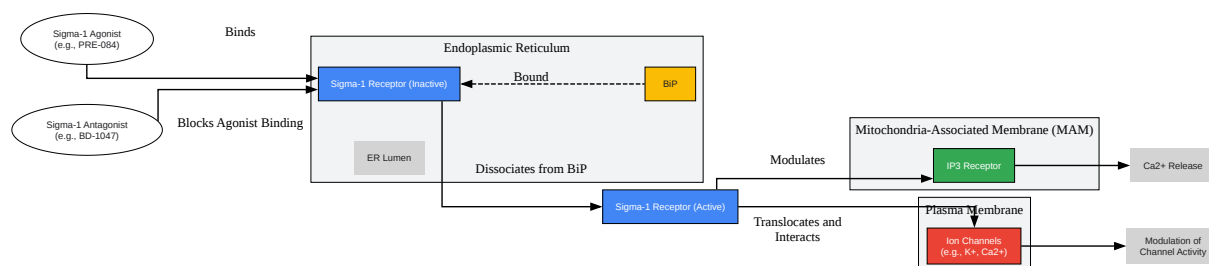 Sigma-1 Agonist
(e.g., PRE-084)
Binds
Endoplasmic Reticulum
Sigma-1 Receptor (Inactive)
Bound
BiP
Sigma-1 Antagonist
(e.g., BD-1047)
Blocks Agonist Binding
ER Lumen
Dissociates from BiP
Sigma-1 Receptor (Active)
Modulates
Mitochondria-Associated Membrane (MAM)
IP3 Receptor
Ca2+ Release
Translocates and
Interacts
Plasma Membrane
Ion Channels
(e.g., K+, Ca2+)
Modulation of
Channel Activity